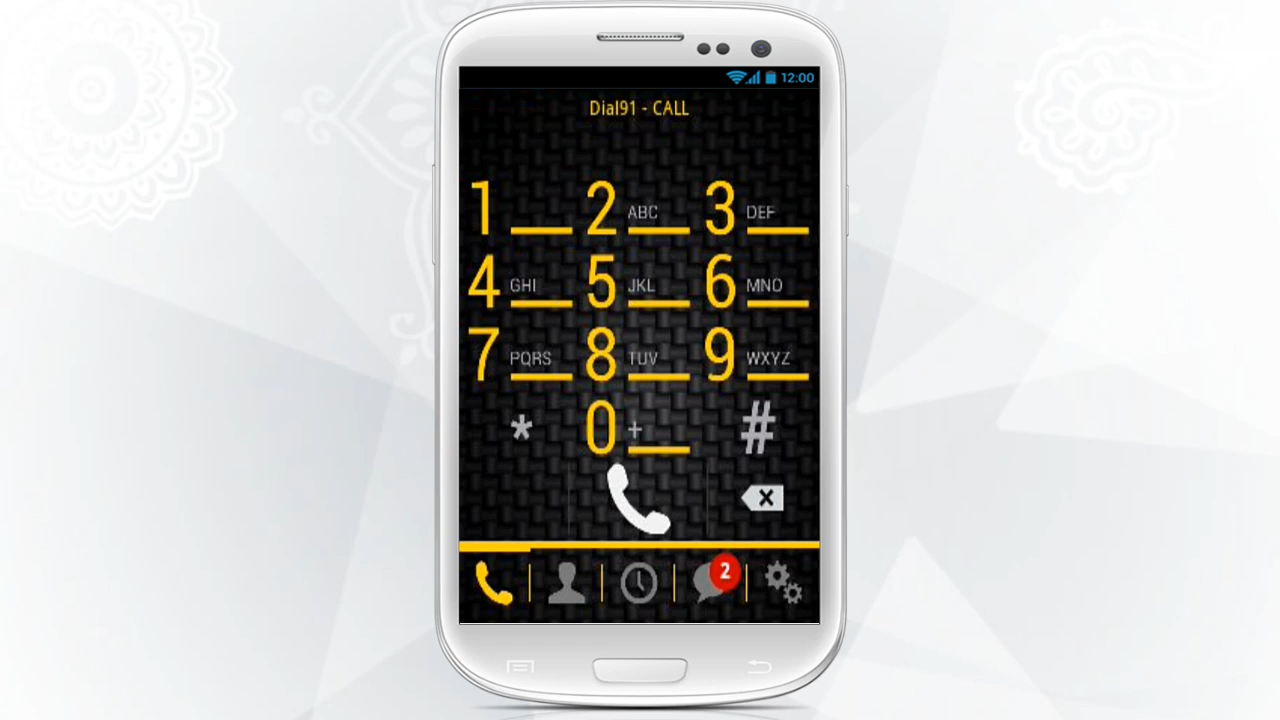 12:00
Dial91 - CALL
1 2 ABC 3 DEF
4 GHI 5 JKL 6 MNO
7 PQRS 8 TUV 9 WXYZ
* 0 + #
2